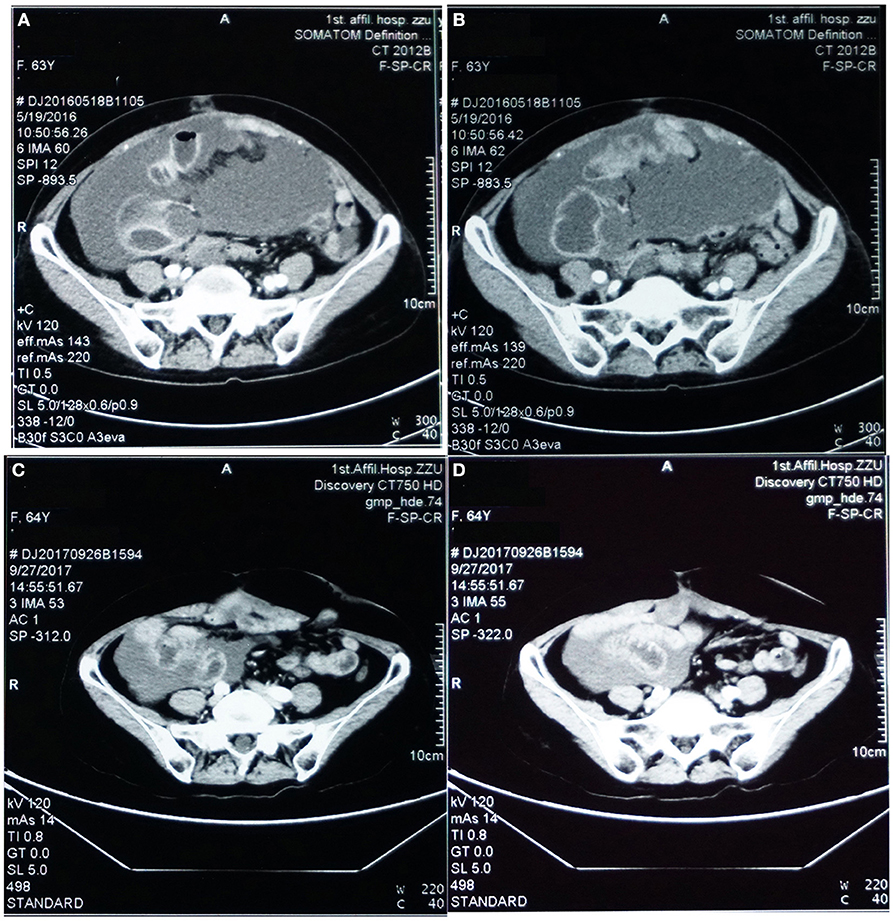 A
A
1st. affil. hosp. zzu
SOMATOM Definition ...
CT 2012B
F. 63Y
F-SP-CR
# DJ20160518B1105
5/19/2016
10:50:56.26
6 IMA 60
SPI 12
SP -893.5
R
10cm
+C
kV 120
eff.mAs 143
ref.mAs 220
TI 0.5
GT 0.0
SL 5.0/128x0.6/p0.9
338 -12/0
B30f S3C0 A3eva
W 300
C 40
B
A
1st. affil. hosp. zzu
SOMATOM Definition ...
CT 2012B
F. 63Y
F-SP-CR
# DJ20160518B1105
5/19/2016
10:50:56.42
6 IMA 62
SPI 12
SP -883.5
R
10cm
+C
kV 120
eff.mAs 139
ref.mAs 220
TI 0.5
GT 0.0
SL 5.0/128x0.6/p0.9
338 -12/0
B30f S3C0 A3eva
W 300
C 40
C
A
1st.Affil.Hosp.ZZU
Discovery CT750 HD
gmp_hde.74
F. 64Y
F-SP-CR
# DJ20170926B1594
9/27/2017
14:55:51.67
3 IMA 53
AC 1
SP -312.0
R
10cm
kV 120
mAs 14
TI 0.8
GT 0.0
SL 5.0
498
STANDARD
W 220
C 40
D
A
1st.Affil.Hosp.ZZU
Discovery CT750 HD
gmp_hde.74
F. 64Y
F-SP-CR
# DJ20170926B1594
9/27/2017
14:55:51.67
3 IMA 55
AC 1
SP -322.0
R
10cm
kV 120
mAs 14
TI 0.8
GT 0.0
SL 5.0
498
STANDARD
W 220
C 40